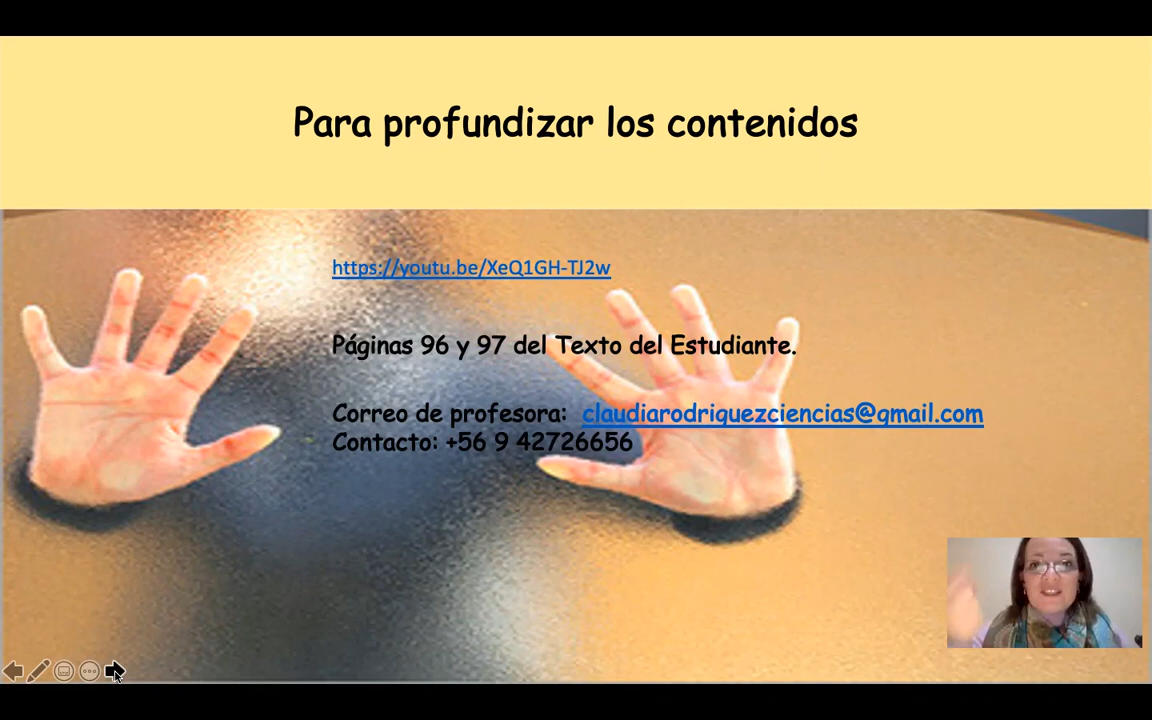 Para profundizar los contenidos
https://youtu.be/XeQ1GH-TJ2w
Páginas 96 y 97 del Texto del Estudiante.
Correo de profesora: claudiarodriguezciencias@gmail.com
Contacto: +56 9 42726656